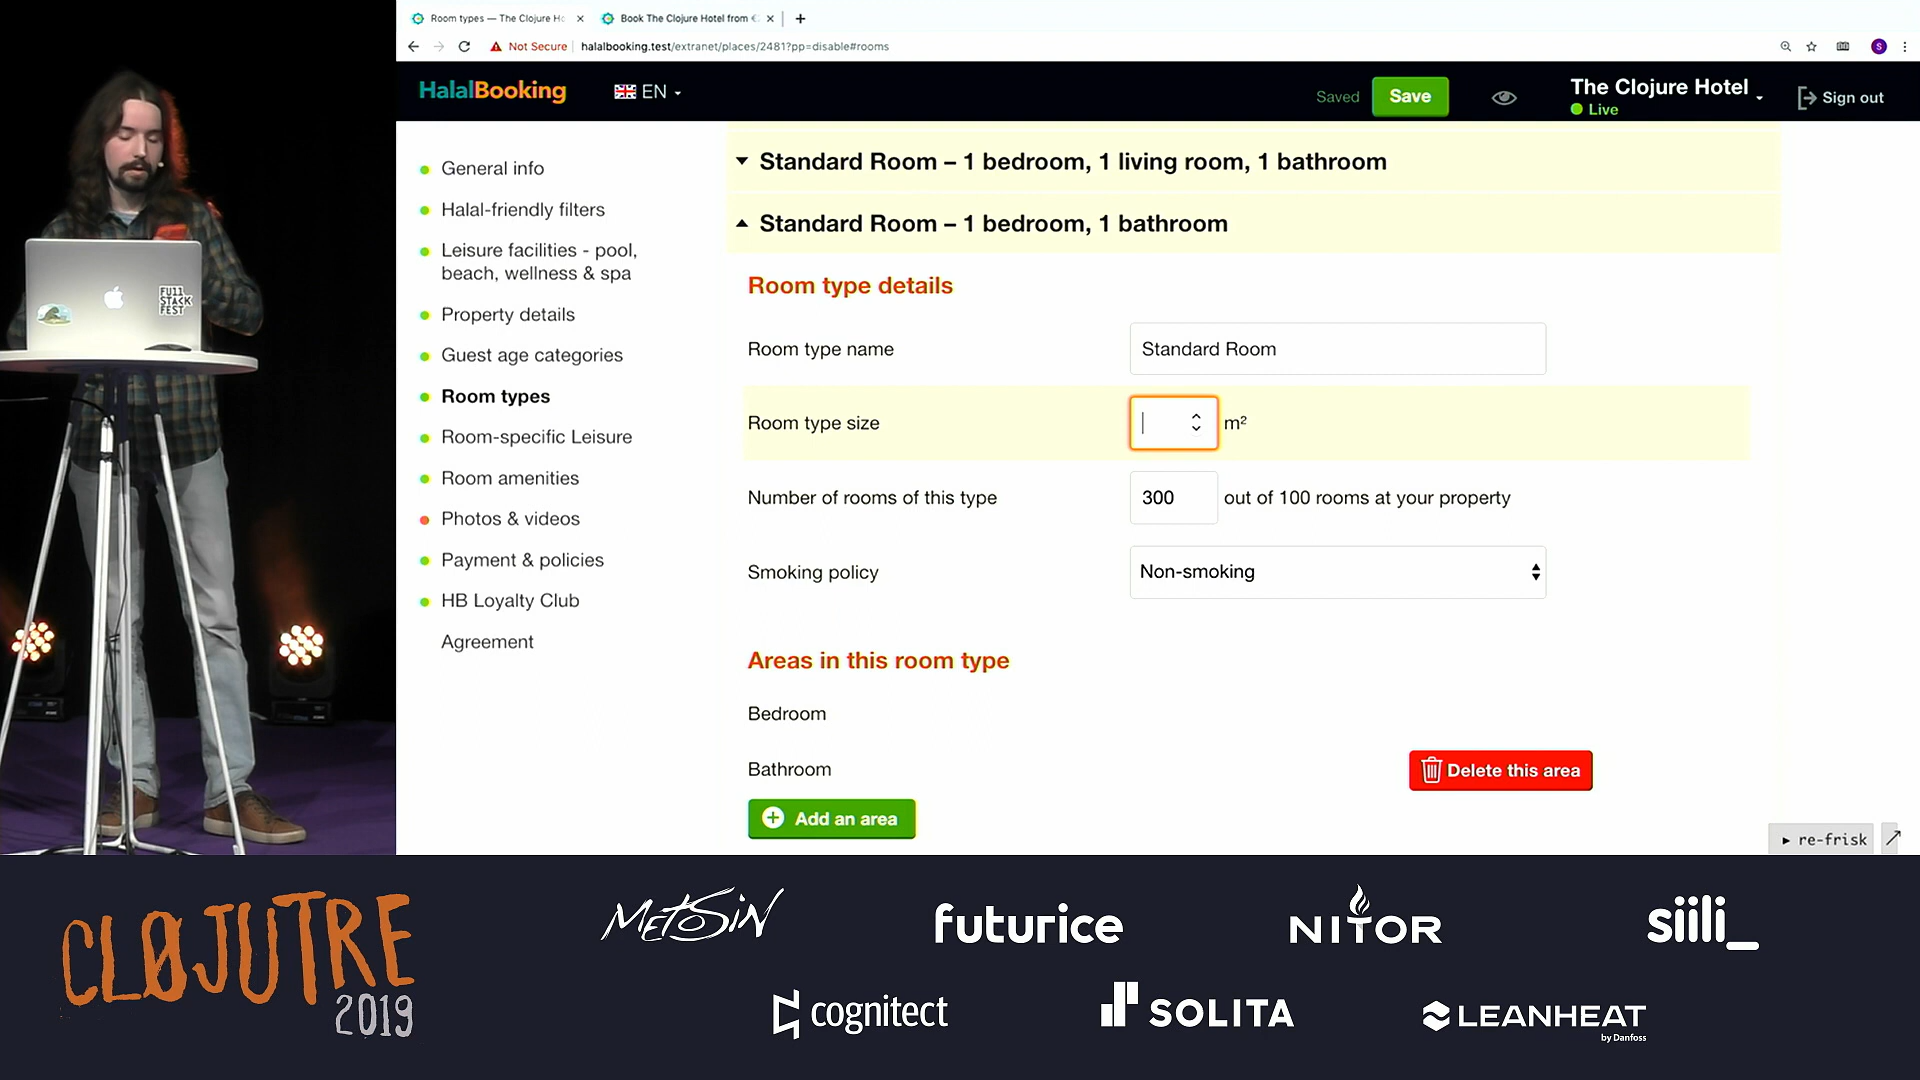 Room types — The Clojure Ho
Book The Clojure Hotel from €
Not Secure
halalbooking.test/extranet/places/2481?pp=disable#rooms
S
HalalBooking
EN
Saved
Save
The Clojure Hotel
Live
Sign out
General info
Halal-friendly filters
Leisure facilities - pool,
beach, wellness & spa
Property details
Guest age categories
Room types
Room-specific Leisure
Room amenities
Photos & videos
Payment & policies
HB Loyalty Club
Agreement
Standard Room – 1 bedroom, 1 living room, 1 bathroom
Standard Room – 1 bedroom, 1 bathroom
Room type details
Room type name
Standard Room
Room type size
m²
Number of rooms of this type
300
out of 100 rooms at your property
Smoking policy
Non-smoking
Areas in this room type
Bedroom
Bathroom
Delete this area
Add an area
re-frisk
FULL
STACK
FEST
CLØJUTRE
2019
METOSIN
futurice
NITOR
siili_
cognitect
SOLITA
LEANHEAT
by Danfoss